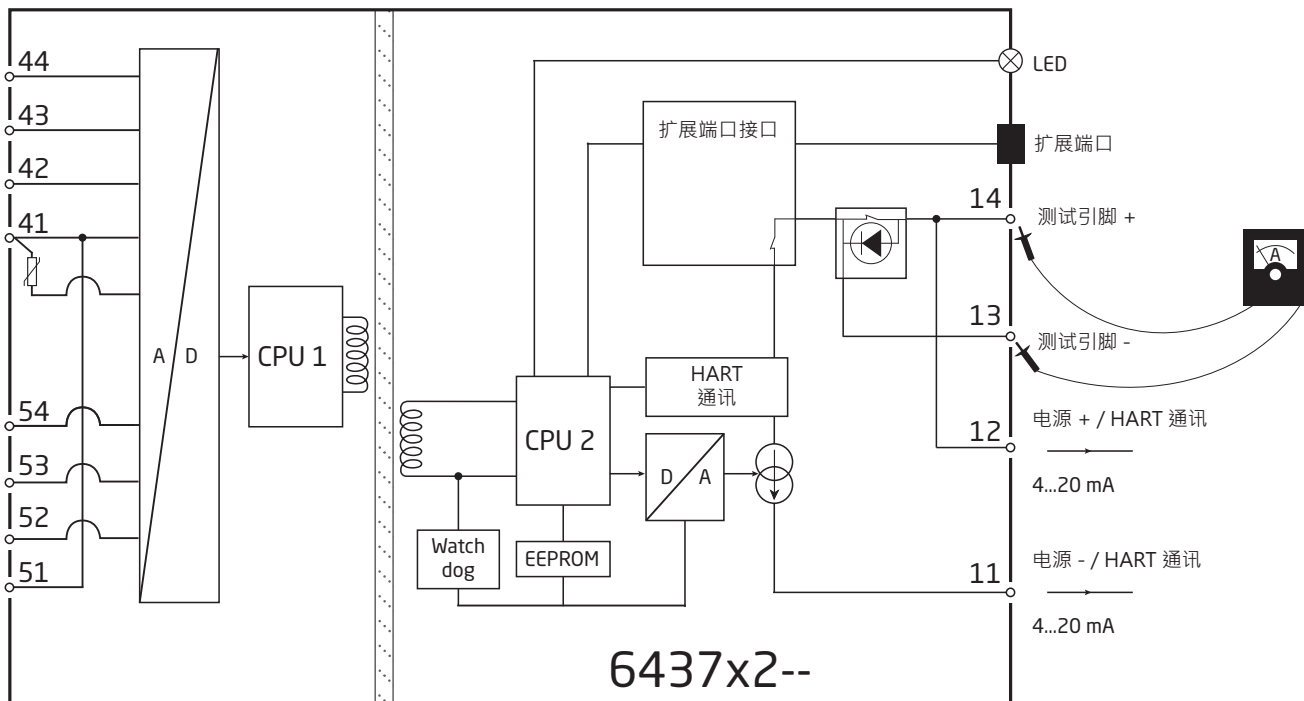 44
43
42
41
54
53
52
51
A
D
CPU 1
CPU 2
Watch
dog
EEPROM
D
A
HART
通讯
扩展端口接口
LED
扩展端口
14
测试引脚 +
A
13
测试引脚 -
12
电源 + / HART 通讯
4...20 mA
11
电源 - / HART 通讯
4...20 mA
6437x2--